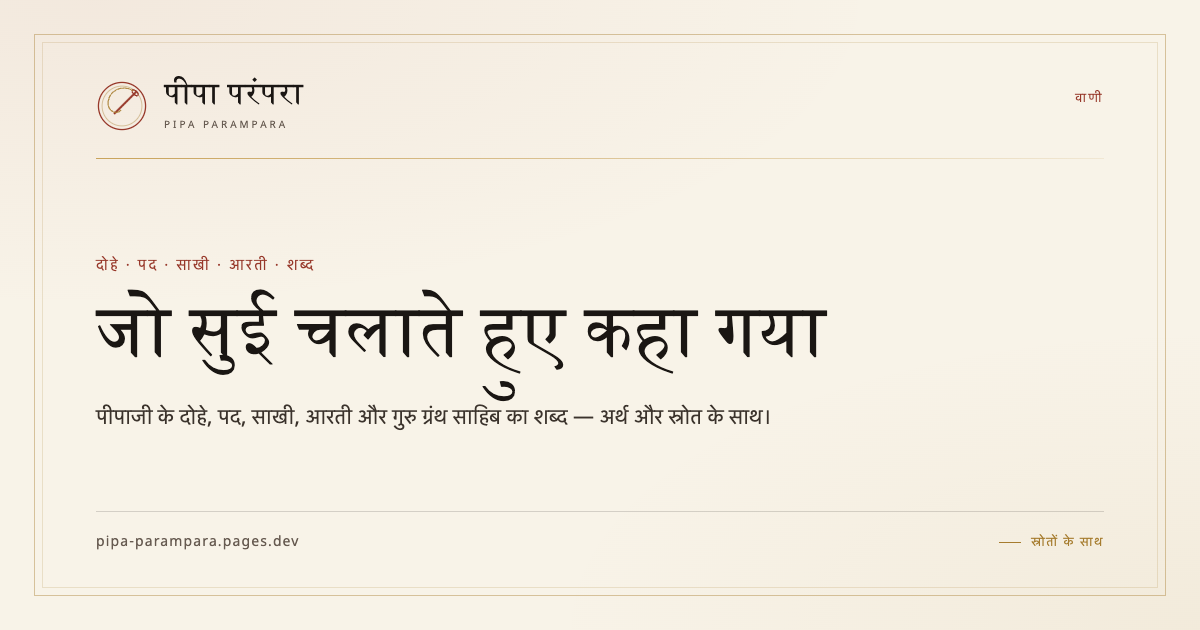 पीपा परंपरा
PIPA PARAMPARA
वाणी
दोहे · पद · साखी · आरती · शब्द
जो सुई चलाते हुए कहा गया
पीपाजी के दोहे, पद, साखी, आरती और गुरु ग्रंथ साहिब का शब्द — अर्थ और स्रोत के साथ।
pipa-parampara.pages.dev
स्रोतों के साथ